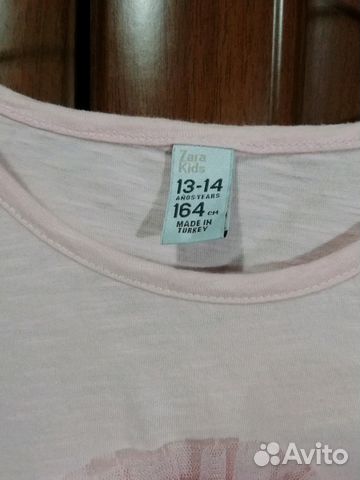 Zara
Kids
13-14
AÑOS-YEARS
164 CM
MADE IN
TURKEY
Avito